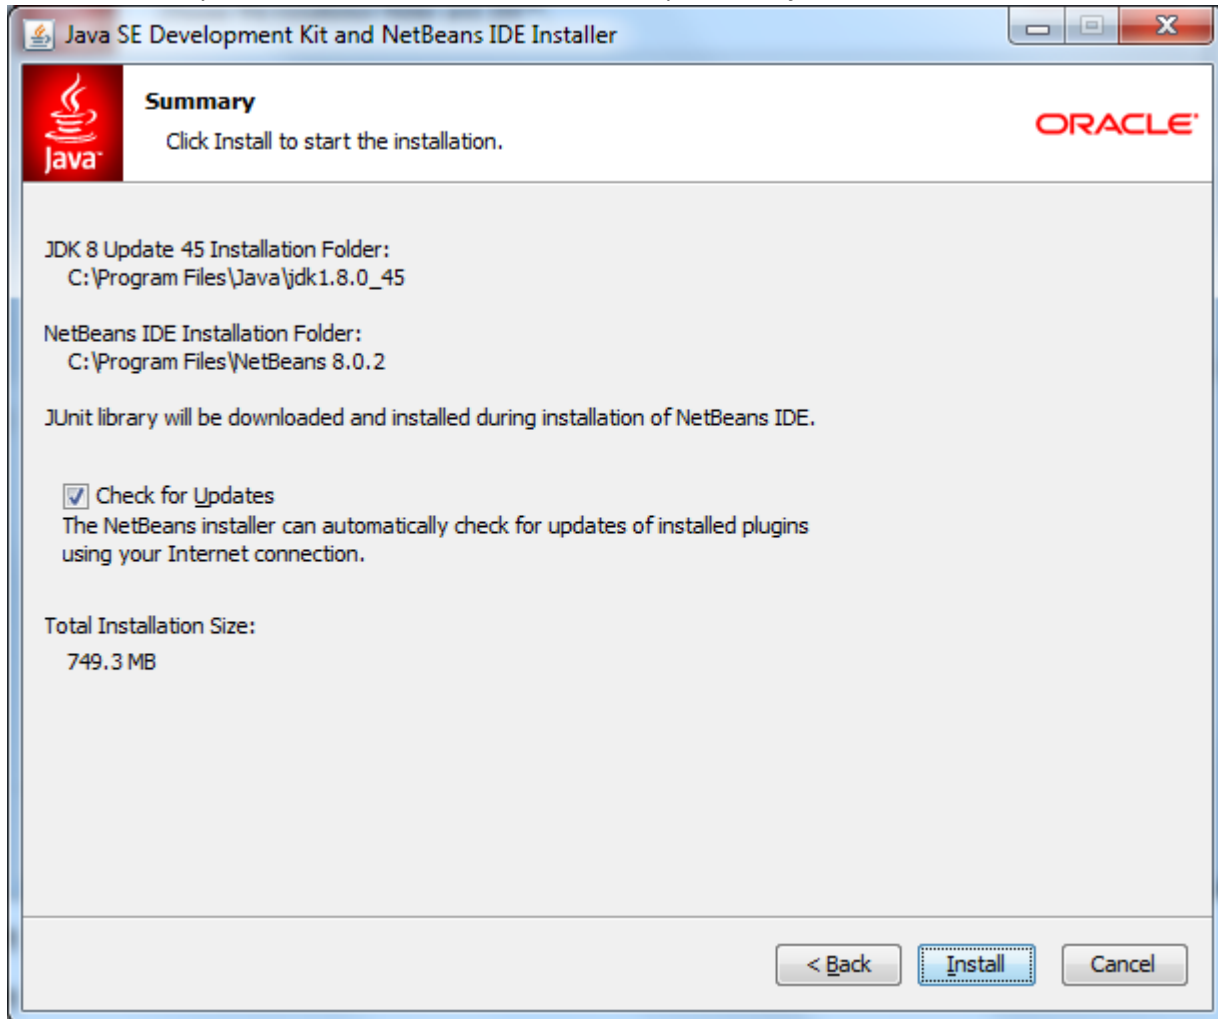 Java SE Development Kit and NetBeans IDE Installer
Java
Summary
Click Install to start the installation.
ORACLE
JDK 8 Update 45 Installation Folder:
C:\Program Files\Java\jdk1.8.0_45
NetBeans IDE Installation Folder:
C:\Program Files\NetBeans 8.0.2
JUnit library will be downloaded and installed during installation of NetBeans IDE.
Check for Updates
The NetBeans installer can automatically check for updates of installed plugins
using your Internet connection.
Total Installation Size:
749.3 MB
< Back Install Cancel